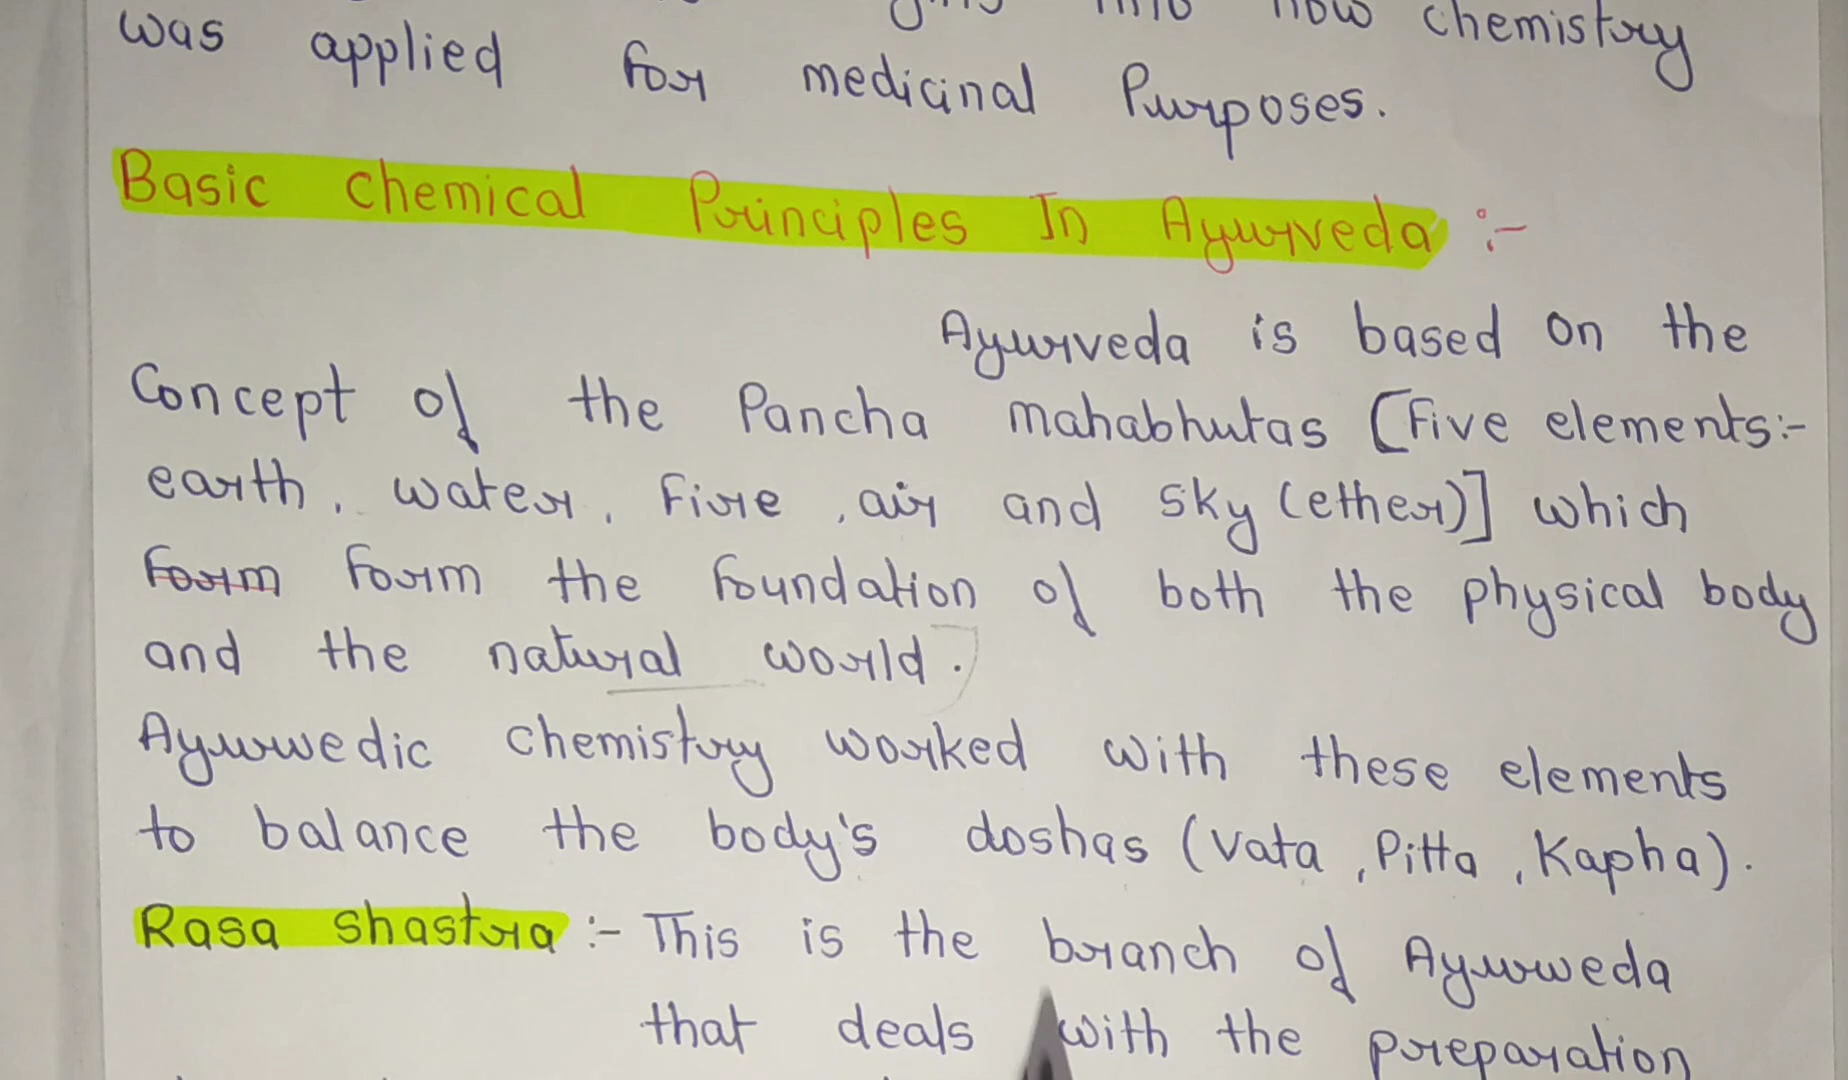 into how chemistry
was applied for medicinal Purposes.
Basic Chemical Principles In Ayurveda :-
Ayurveda is based on the
Concept of the Pancha mahabhutas [Five elements:-
earth, water, Fire, air and sky (ether)] which
form form the foundation of both the physical body
and the natural world.
Ayurvedic chemistry worked with these elements
to balance the body's doshas (Vata, Pitta, Kapha).
Rasa shastra :- This is the branch of Ayurveda
that deals with the preparation